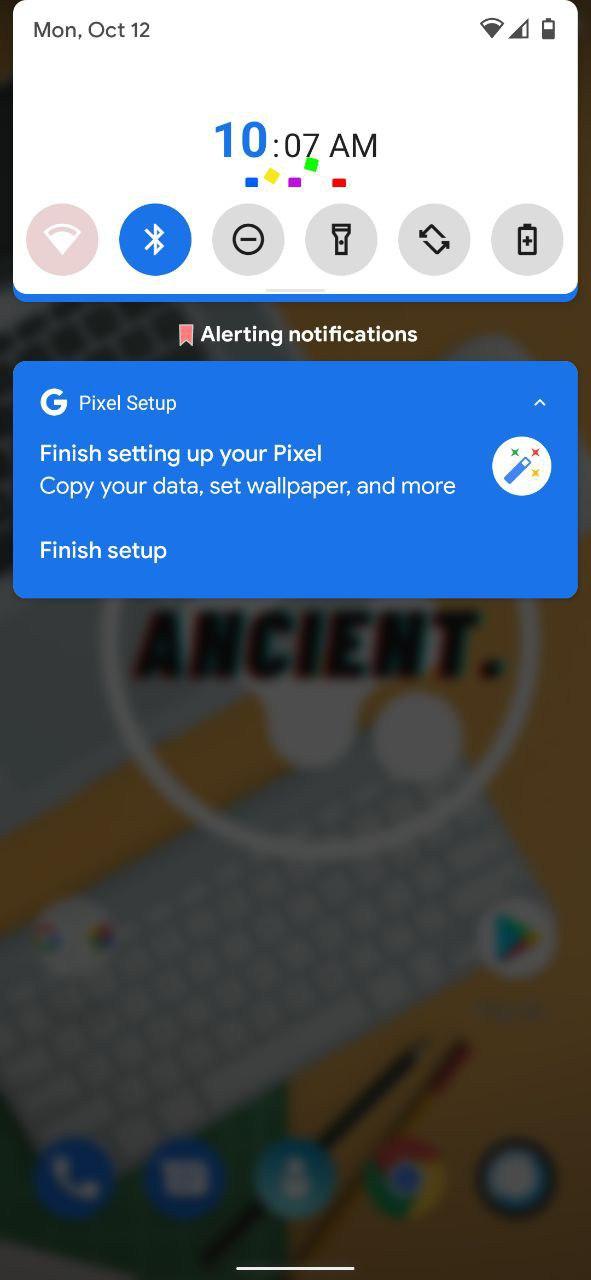 Mon, Oct 12
10:07 AM
Alerting notifications
Pixel Setup
Finish setting up your Pixel
Copy your data, set wallpaper, and more
Finish setup
ANCIENT.